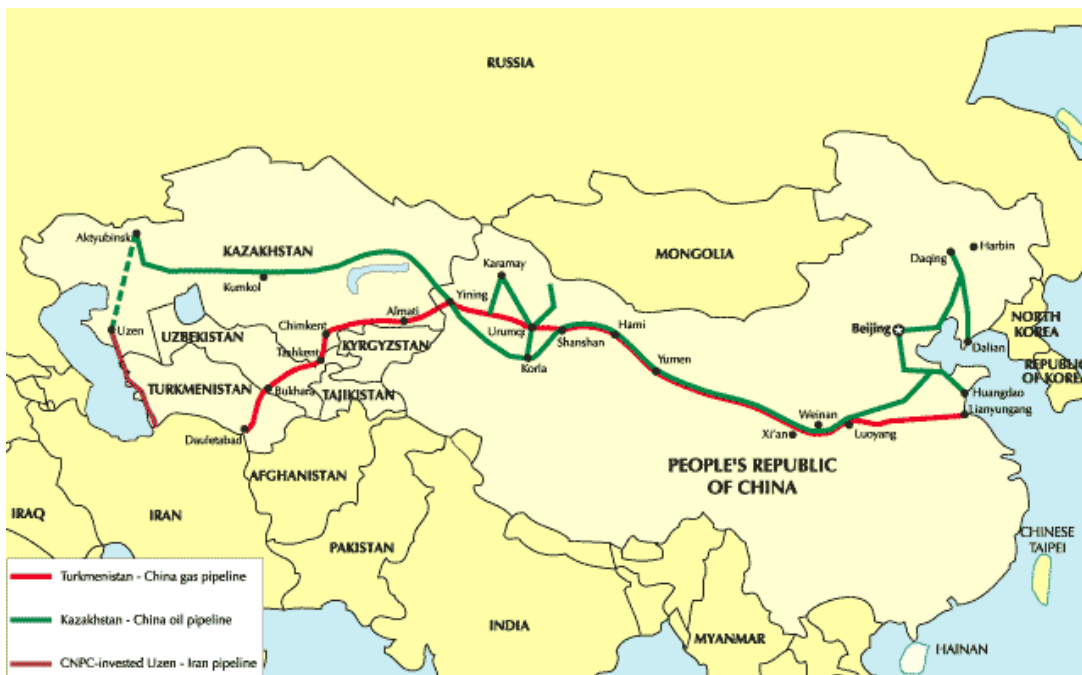 RUSSIA
Aktyubinski
KAZAKHSTAN
Kumkol
MONGOLIA
Karamay
Harbin
Daqing
Uzen
UZBEKISTAN
Chimkent
Almati
Yining
Urumqi
Shanshan
Hami
Beijing
NORTH
KOREA
Tashkent
KYRGYZSTAN
Korla
Yumen
Dalian
REPUBLIC
OF KOREA
TURKMENISTAN
Bukhara
TAJIKISTAN
Huangdao
Lianyungang
Dauletabad
Weinan
Xi'an
Luoyang
AFGHANISTAN
PEOPLE'S REPUBLIC
OF CHINA
IRAQ
IRAN
PAKISTAN
CHINESE
TAIPEI
Turkmenistan - China gas pipeline
Kazakhstan - China oil pipeline
INDIA
MYANMAR
HAINAN
CNPC-invested Uzen - Iran pipeline